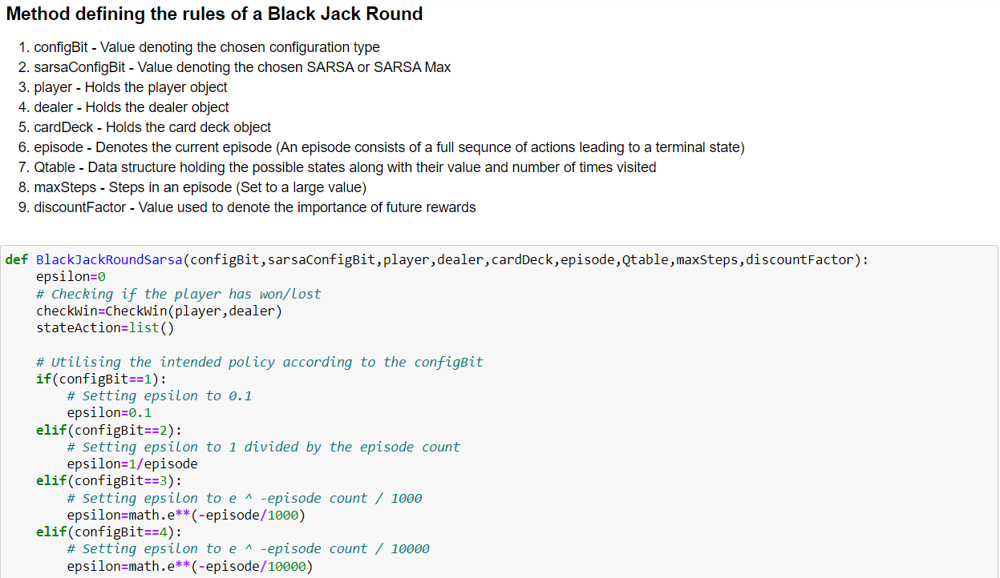 Method defining the rules of a Black Jack Round
1. configBit - Value denoting the chosen configuration type
2. sarsaConfigBit - Value denoting the chosen SARSA or SARSA Max
3. player - Holds the player object
4. dealer - Holds the dealer object
5. cardDeck - Holds the card deck object
6. episode - Denotes the current episode (An episode consists of a full sequnce of actions leading to a terminal state)
7. Qtable - Data structure holding the possible states along with their value and number of times visited
8. maxSteps - Steps in an episode (Set to a large value)
9. discountFactor - Value used to denote the importance of future rewards
def BlackJackRoundSarsa(configBit,sarsaConfigBit,player,dealer,cardDeck,episode,Qtable,maxSteps,discountFactor):
    epsilon=0
    # Checking if the player has won/lost
    checkWin=CheckWin(player,dealer)
    stateAction=list()
    # Utilising the intended policy according to the configBit
    if(configBit==1):
        # Setting epsilon to 0.1
        epsilon=0.1
    elif(configBit==2):
        # Setting epsilon to 1 divided by the episode count
        epsilon=1/episode
    elif(configBit==3):
        # Setting epsilon to e ^ -episode count / 1000
        epsilon=math.e**(-episode/1000)
    elif(configBit==4):
        # Setting epsilon to e ^ -episode count / 10000
        epsilon=math.e**(-episode/10000)